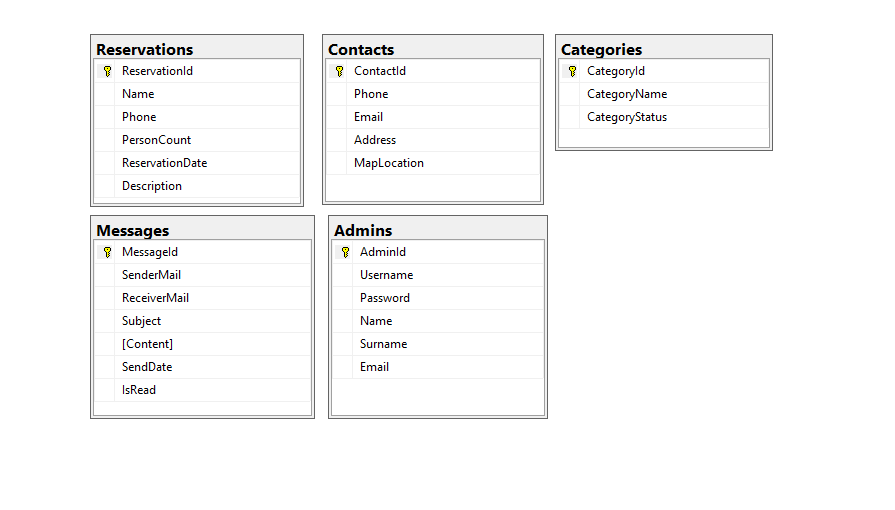 Reservations
ReservationId
Name
Phone
PersonCount
ReservationDate
Description
Contacts
ContactId
Phone
Email
Address
MapLocation
Categories
CategoryId
CategoryName
CategoryStatus
Messages
MessageId
SenderMail
ReceiverMail
Subject
[Content]
SendDate
IsRead
Admins
AdminId
Username
Password
Name
Surname
Email